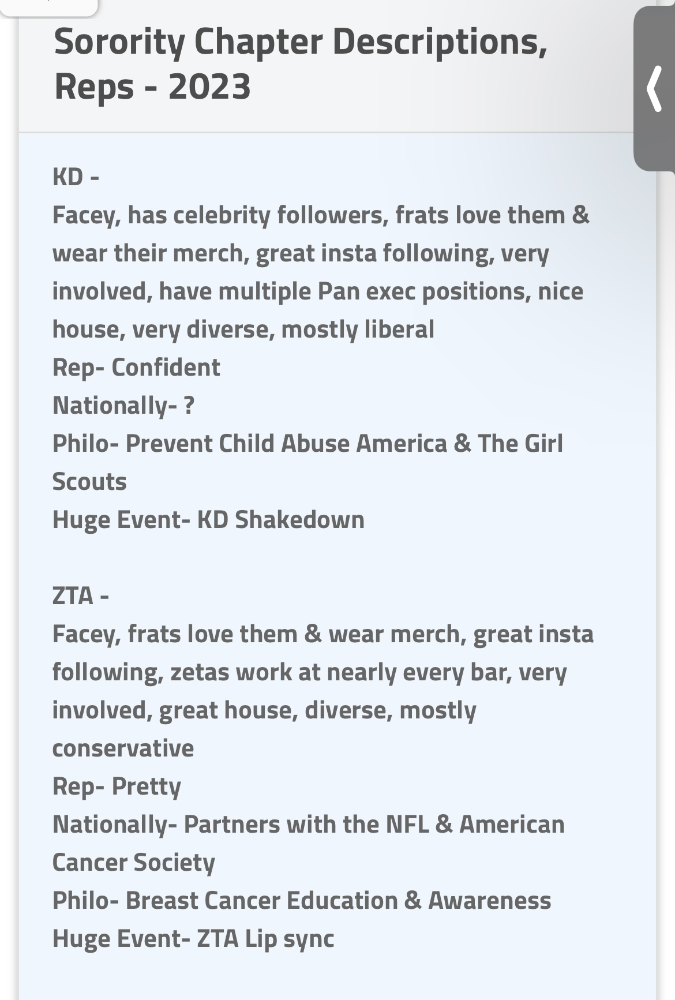 Sorority Chapter Descriptions,
Reps - 2023
KD -
Facey, has celebrity followers, frats love them &
wear their merch, great insta following, very
involved, have multiple Pan exec positions, nice
house, very diverse, mostly liberal
Rep- Confident
Nationally- ?
Philo- Prevent Child Abuse America & The Girl
Scouts
Huge Event- KD Shakedown
ZTA -
Facey, frats love them & wear merch, great insta
following, zetas work at nearly every bar, very
involved, great house, diverse, mostly
conservative
Rep- Pretty
Nationally- Partners with the NFL & American
Cancer Society
Philo- Breast Cancer Education & Awareness
Huge Event- ZTA Lip sync